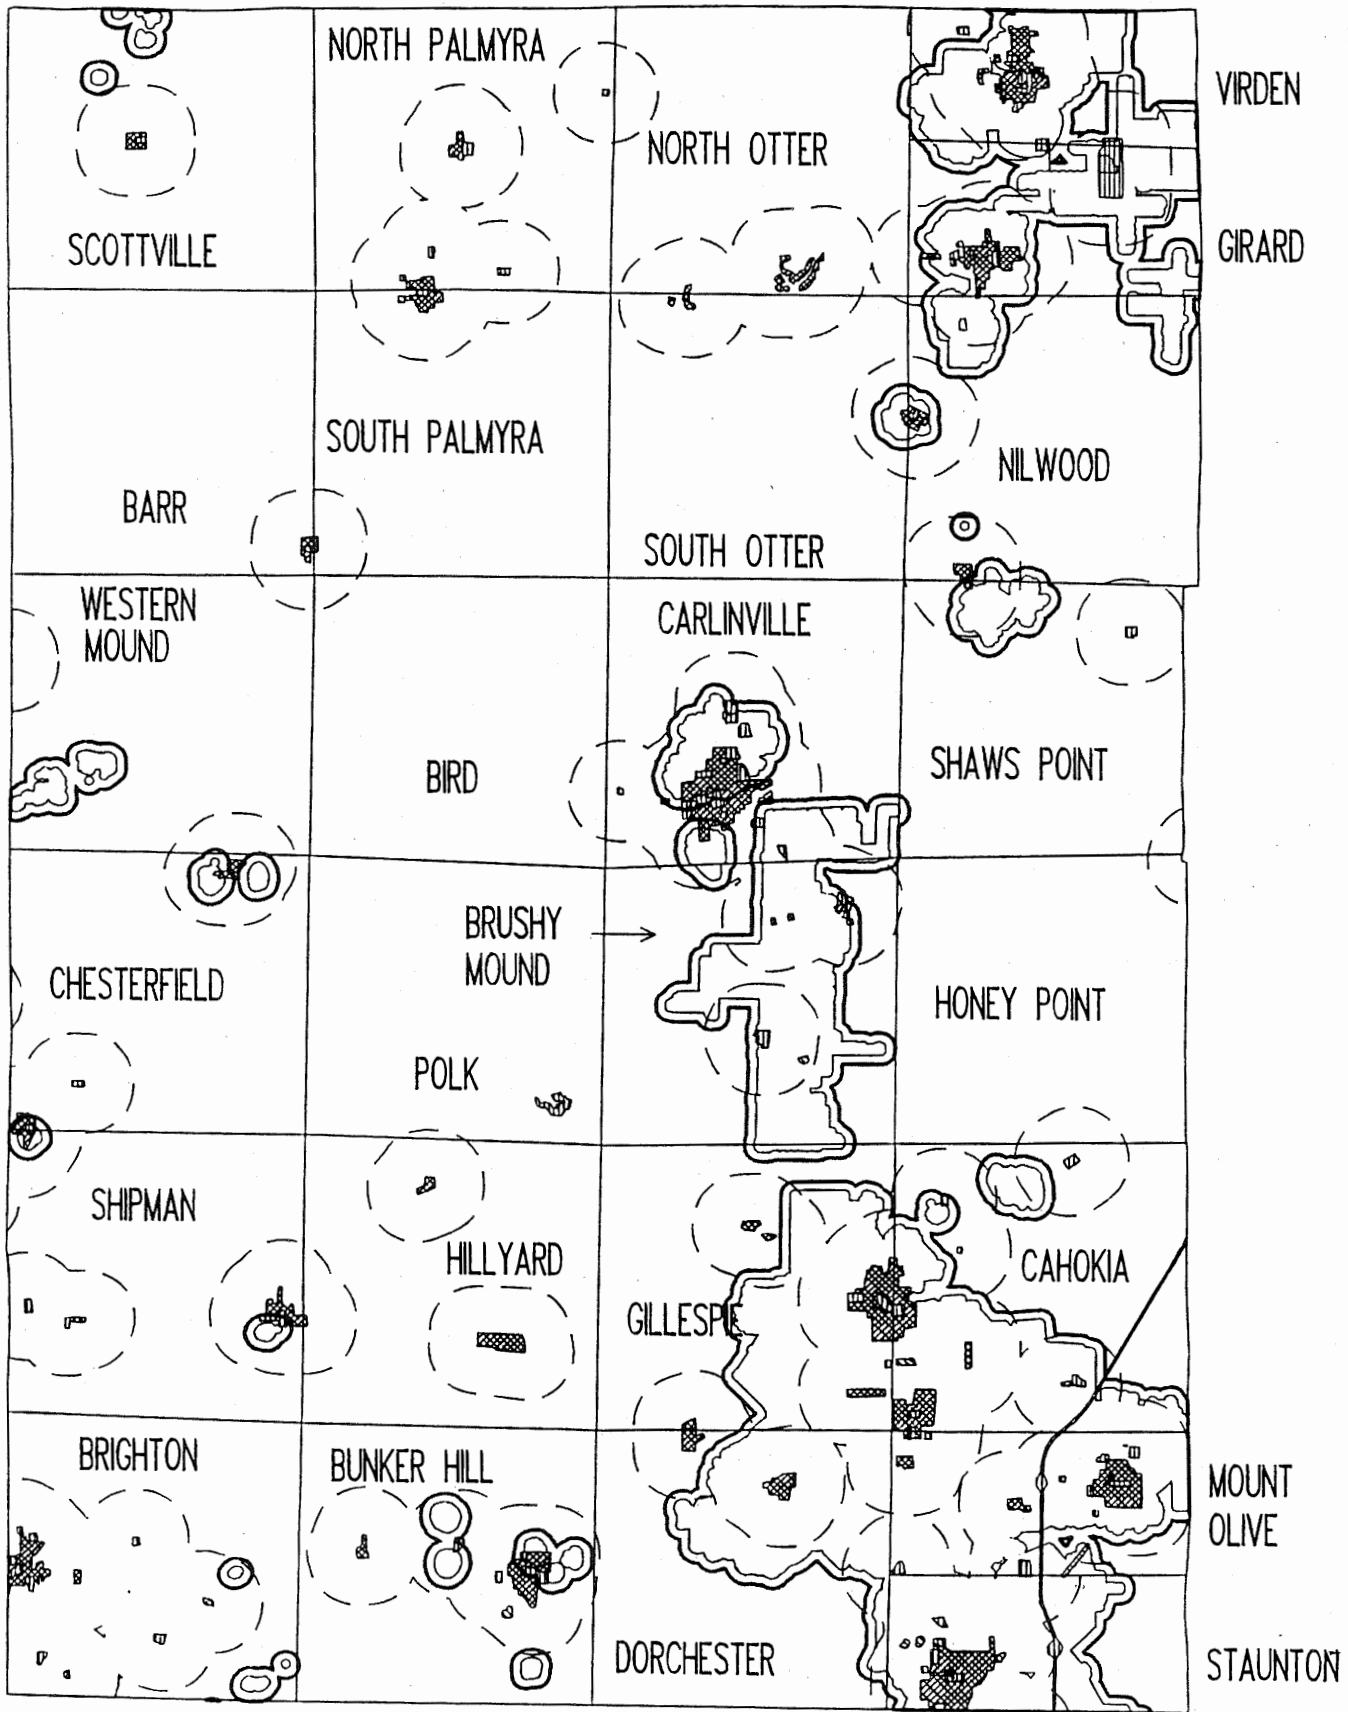 NORTH PALMYRA
VIRDEN
NORTH OTTER
SCOTTVILLE
GIRARD
SOUTH PALMYRA
NILWOOD
BARR
SOUTH OTTER
WESTERN
MOUND
CARLINVILLE
BIRD
SHAWS POINT
BRUSHY
MOUND
CHESTERFIELD
HONEY POINT
POLK
SHIPMAN
HILLYARD
CAHOKIA
GILLESPIE
BRIGHTON
BUNKER HILL
MOUNT
OLIVE
DORCHESTER
STAUNTON